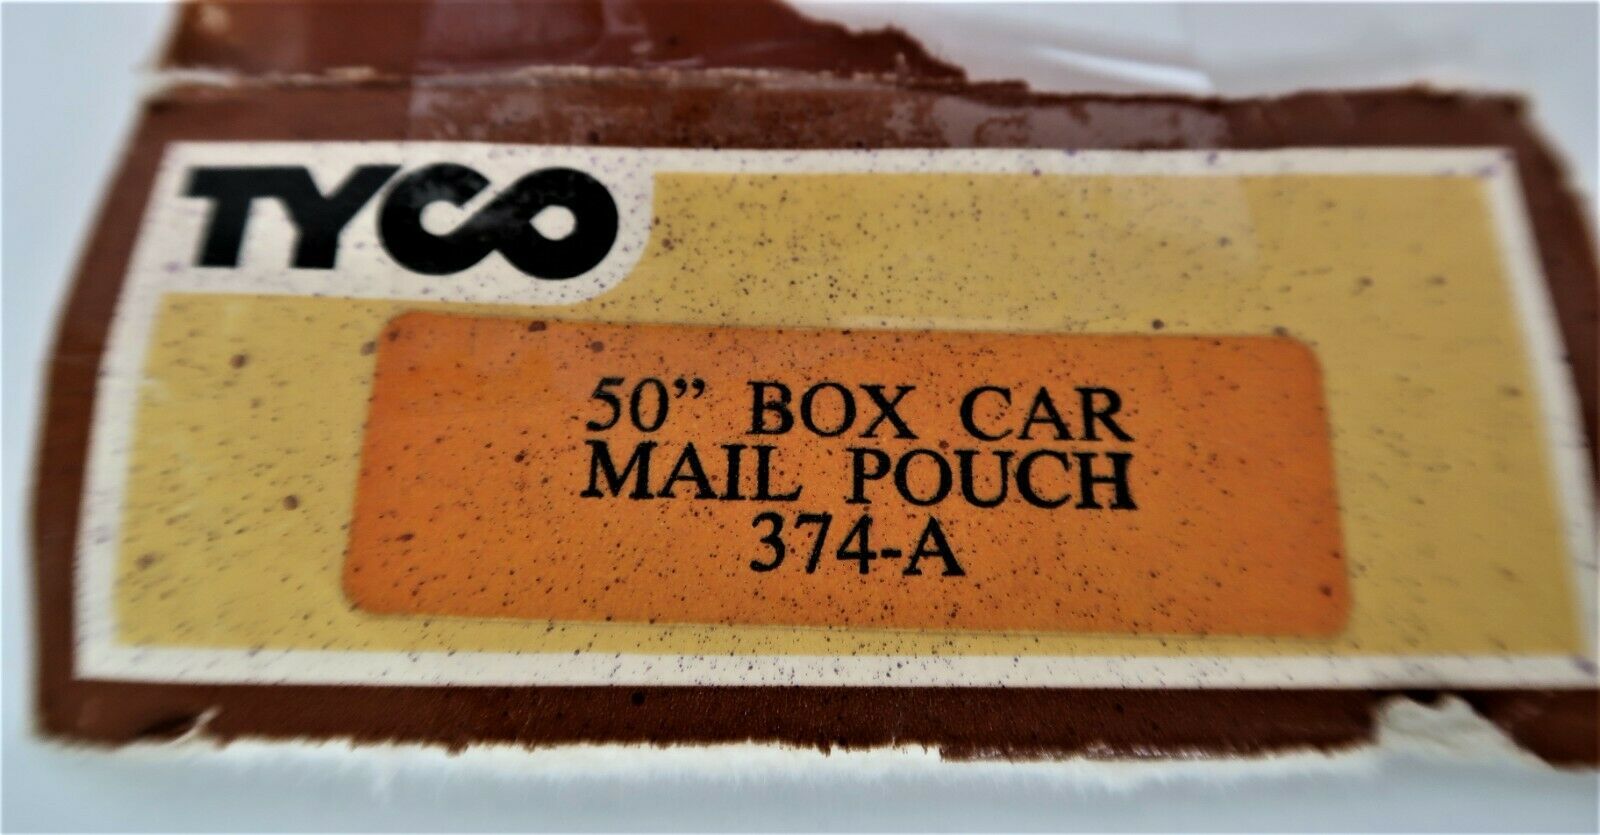 TYCO
50” BOX CAR
MAIL POUCH
374-A